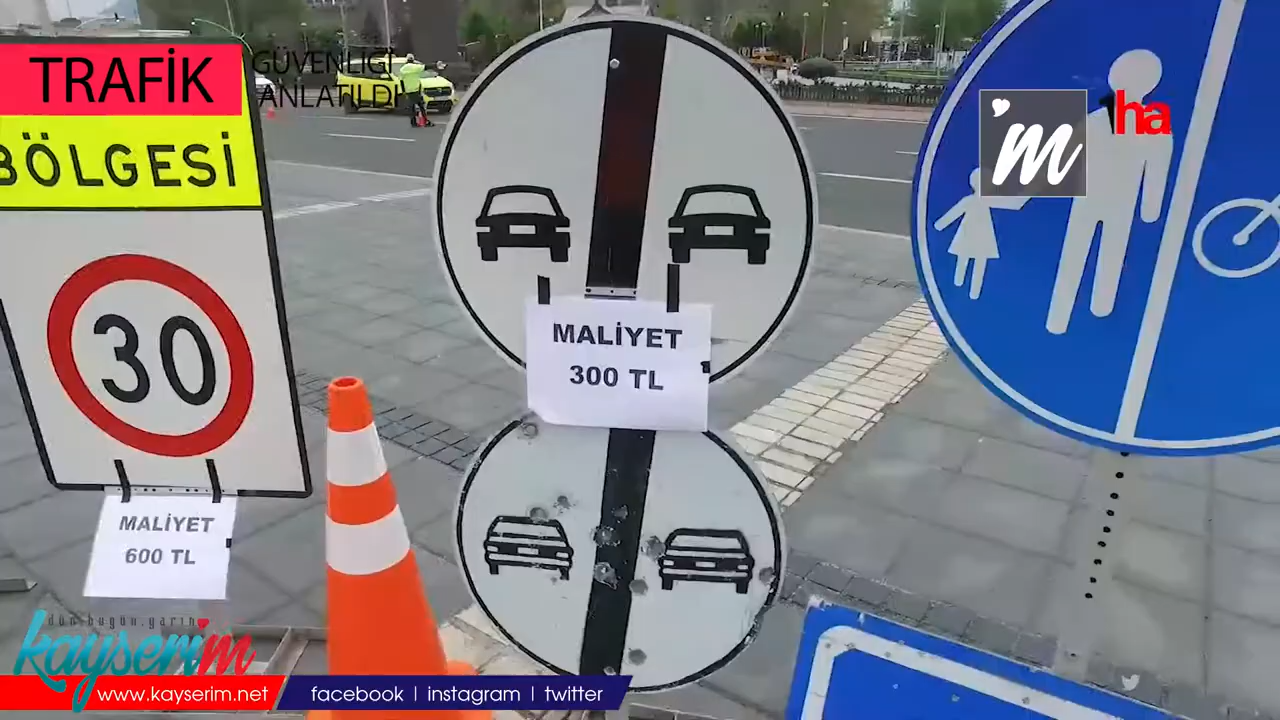 TRAFİK
GÜVENLİĞİ
ANLATILDI
BÖLGESİ
30
MALİYET
600 TL
MALİYET
300 TL
'm
ha
dün.bugün.yarın
kayserim
www.kayserim.net
facebook | instagram | twitter